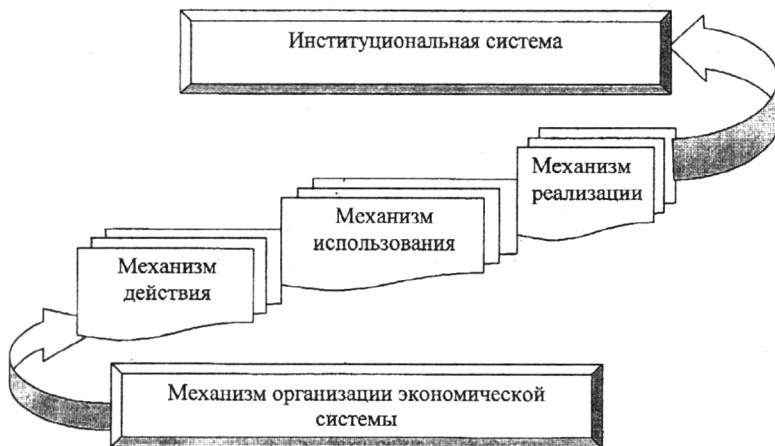 Институциональная система
Механизм
реализации
Механизм
использования
Механизм
действия
Механизм организации экономической
системы